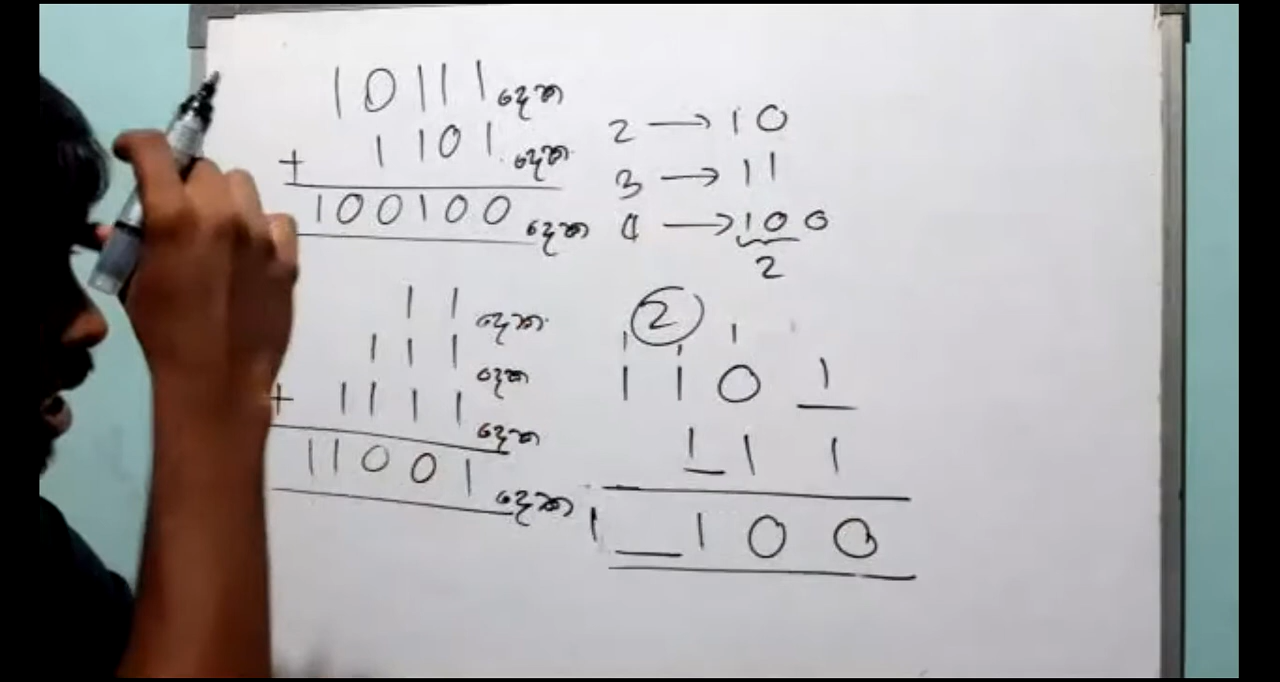 10111 දෙක
+ 1101 දෙක
100100 දෙක
11 දෙක
111 දෙක
+ 1111 දෙක
11001 දෙක
2 → 10
3 → 11
4 → 100
2
2
1 1 1
1 1 0 1
1 1 1
1 _ 1 0 0